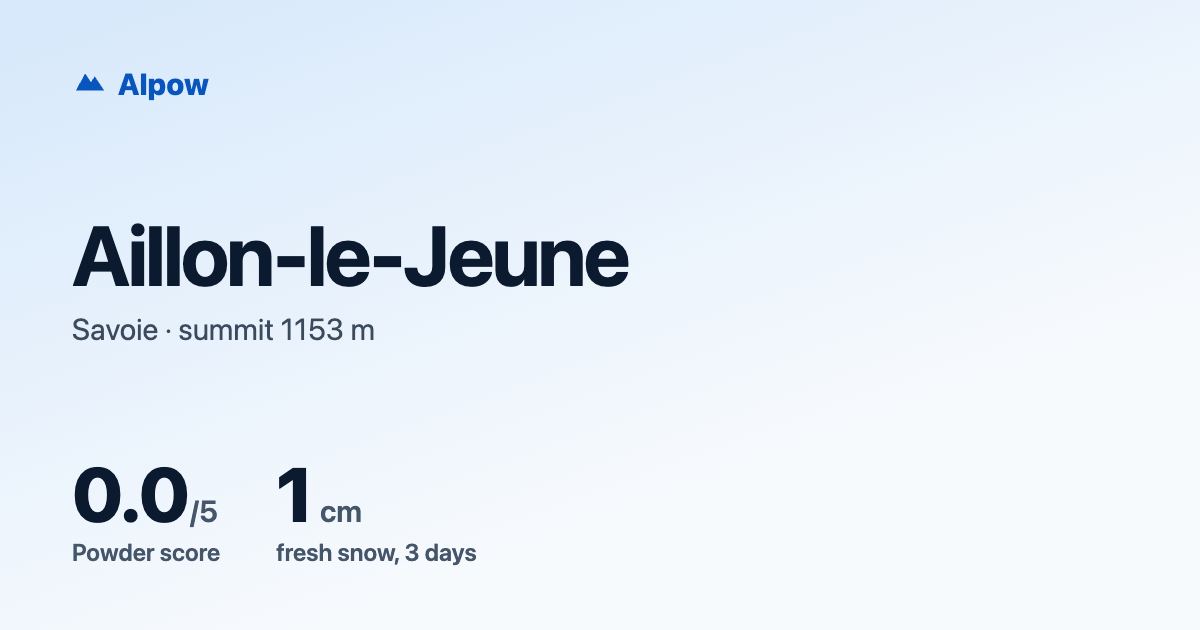 Alpow
Aillon-le-Jeune
Savoie · summit 1153 m
0.0/5
Powder score
1 cm
fresh snow, 3 days